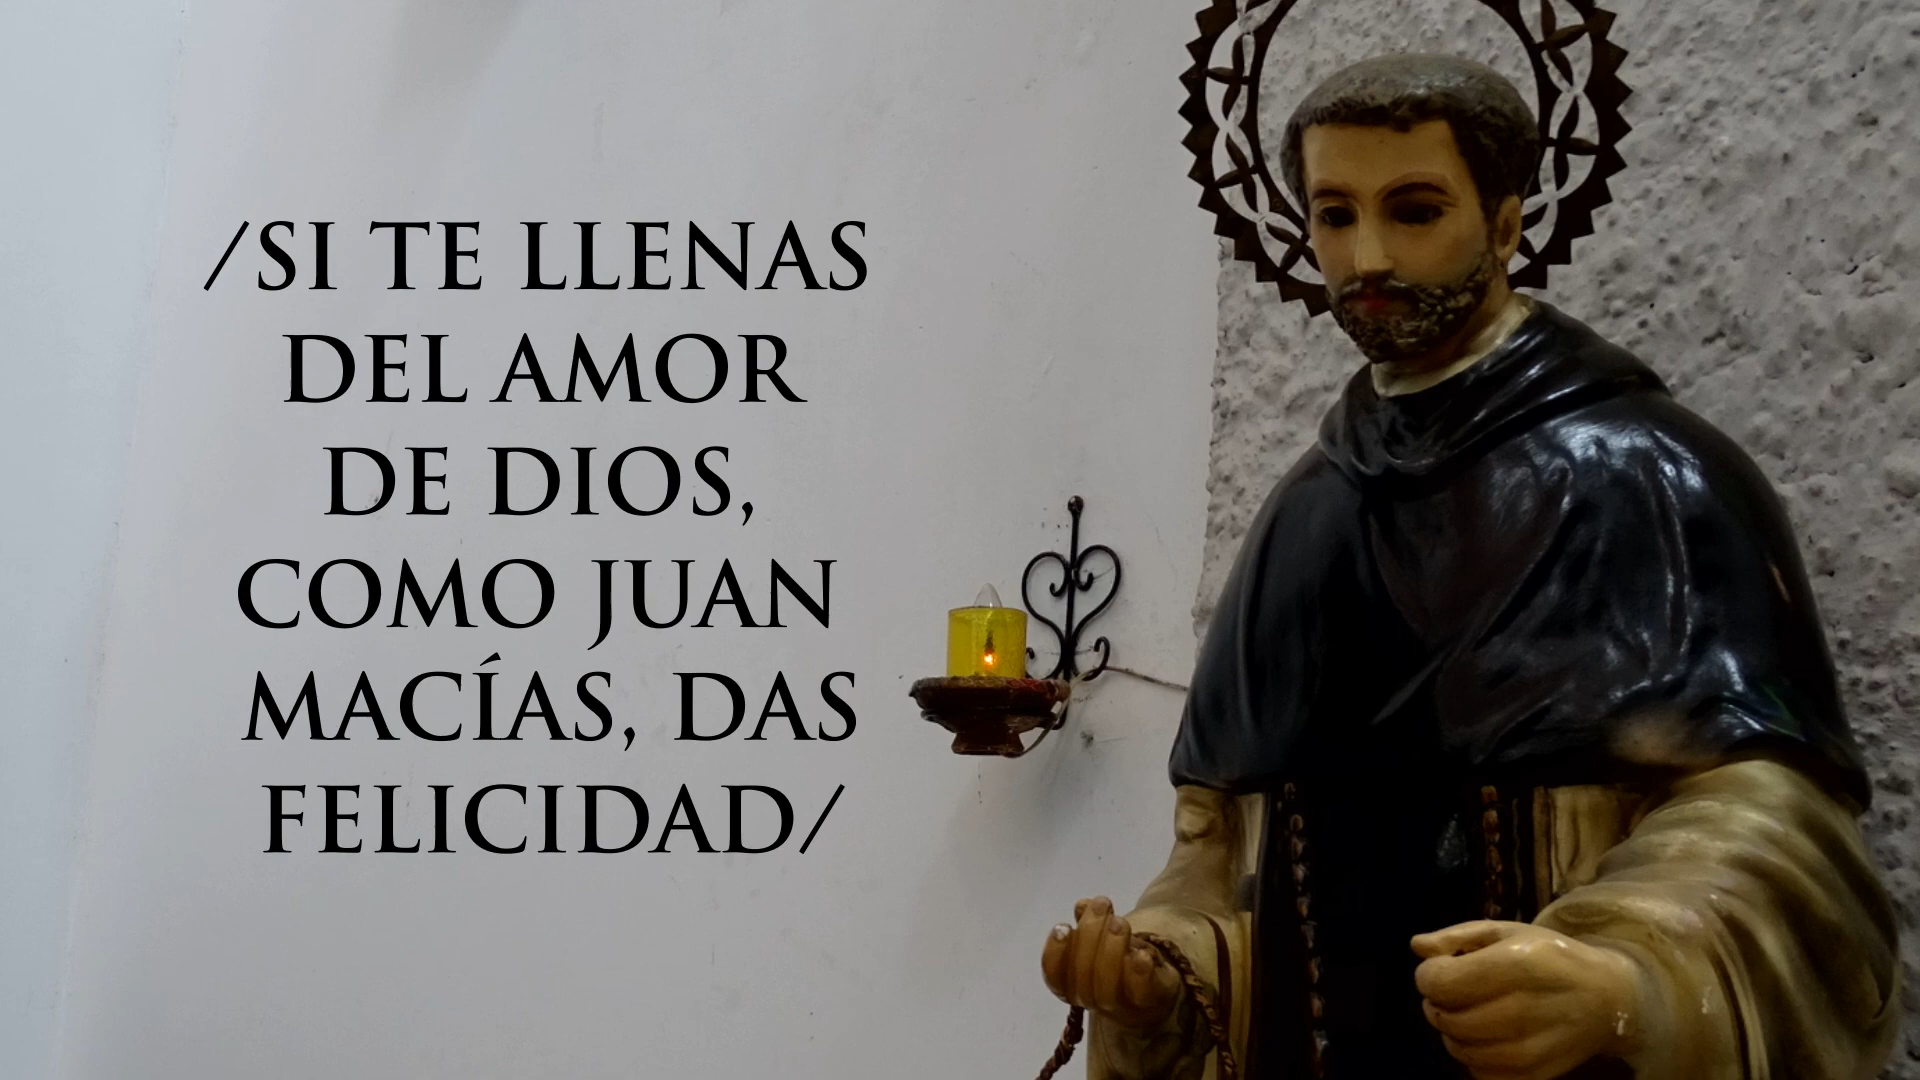 /SI TE LLENAS
DEL AMOR
DE DIOS,
COMO JUAN
MACÍAS, DAS
FELICIDAD/